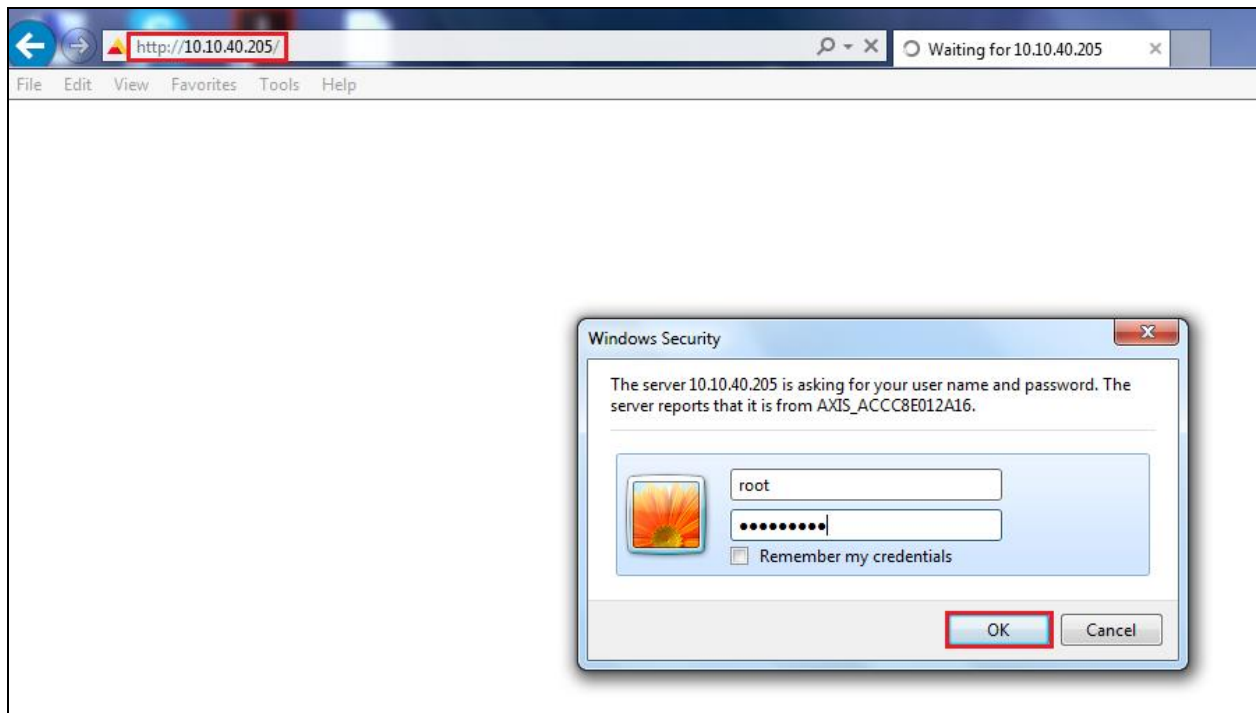 http://10.10.40.205/
Waiting for 10.10.40.205
File Edit View Favorites Tools Help
Windows Security
The server 10.10.40.205 is asking for your user name and password. The
server reports that it is from AXIS_ACCC8E012A16.
root
●●●●●●●●●
Remember my credentials
OK Cancel